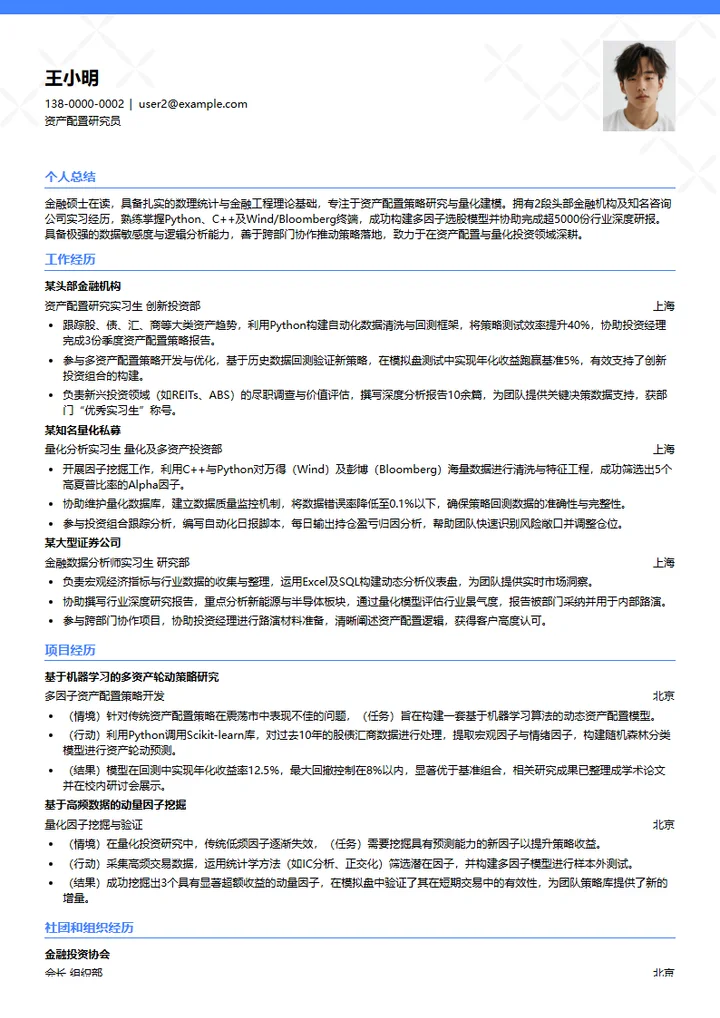 王小明
138-0000-0002 | user2@example.com
资产配置研究员
个人总结
金融硕士在读，具备扎实的数理统计与金融工程理论基础，专注于资产配置策略研究与量化建模。拥有2段头部金融机构及知名咨询
公司实习经历，熟练掌握Python、C++及Wind/Bloomberg终端，成功构建多因子选股模型并协助完成超5000份行业深度研报。
具备极强的数据敏感度与逻辑分析能力，善于跨部门协作推动策略落地，致力于在资产配置与量化投资领域深耕。
工作经历
某头部金融机构
资产配置研究实习生 创新投资部 上海
• 跟踪股、债、汇、商等大类资产趋势，利用Python构建自动化数据清洗与回测框架，将策略测试效率提升40%，协助投资经理
完成3份季度资产配置策略报告。
• 参与多资产配置策略开发与优化，基于历史数据回测验证新策略，在模拟盘测试中实现年化收益跑赢基准5%，有效支持了创新
投资组合的构建。
• 负责新兴投资领域（如REITs、ABS）的尽职调查与价值评估，撰写深度分析报告10余篇，为团队提供关键决策数据支持，获部
门“优秀实习生”称号。
某知名量化私募
量化分析实习生 量化及多资产投资部 上海
• 开展因子挖掘工作，利用C++与Python对万得（Wind）及彭博（Bloomberg）海量数据进行清洗与特征工程，成功筛选出5个
高夏普比率的Alpha因子。
• 协助维护量化数据库，建立数据质量监控机制，将数据错误率降低至0.1%以下，确保策略回测数据的准确性与完整性。
• 参与投资组合跟踪分析，编写自动化日报脚本，每日输出持仓盈亏归因分析，帮助团队快速识别风险敞口并调整仓位。
某大型证券公司
金融数据分析师实习生 研究部 上海
• 负责宏观经济指标与行业数据的收集与整理，运用Excel及SQL构建动态分析仪表盘，为团队提供实时市场洞察。
• 协助撰写行业深度研究报告，重点分析新能源与半导体板块，通过量化模型评估行业景气度，报告被部门采纳并用于内部路演。
• 参与跨部门协作项目，协助投资经理进行路演材料准备，清晰阐述资产配置逻辑，获得客户高度认可。
项目经历
基于机器学习的多资产轮动策略研究
多因子资产配置策略开发 北京
• （情境）针对传统资产配置策略在震荡市中表现不佳的问题，（任务）旨在构建一套基于机器学习算法的动态资产配置模型。
• （行动）利用Python调用Scikit-learn库，对过去10年的股债汇商数据进行处理，提取宏观因子与情绪因子，构建随机森林分类
模型进行资产轮动预测。
• （结果）模型在回测中实现年化收益率12.5%，最大回撤控制在8%以内，显著优于基准组合，相关研究成果已整理成学术论文
并在校内研讨会展示。
基于高频数据的动量因子挖掘
量化因子挖掘与验证 北京
• （情境）在量化投资研究中，传统低频因子逐渐失效，（任务）需要挖掘具有预测能力的新因子以提升策略收益。
• （行动）采集高频交易数据，运用统计学方法（如IC分析、正交化）筛选潜在因子，并构建多因子模型进行样本外测试。
• （结果）成功挖掘出3个具有显著超额收益的动量因子，在模拟盘中验证了其在短期交易中的有效性，为团队策略库提供了新的
增量。
社团和组织经历
金融投资协会
会长 组织部 北京